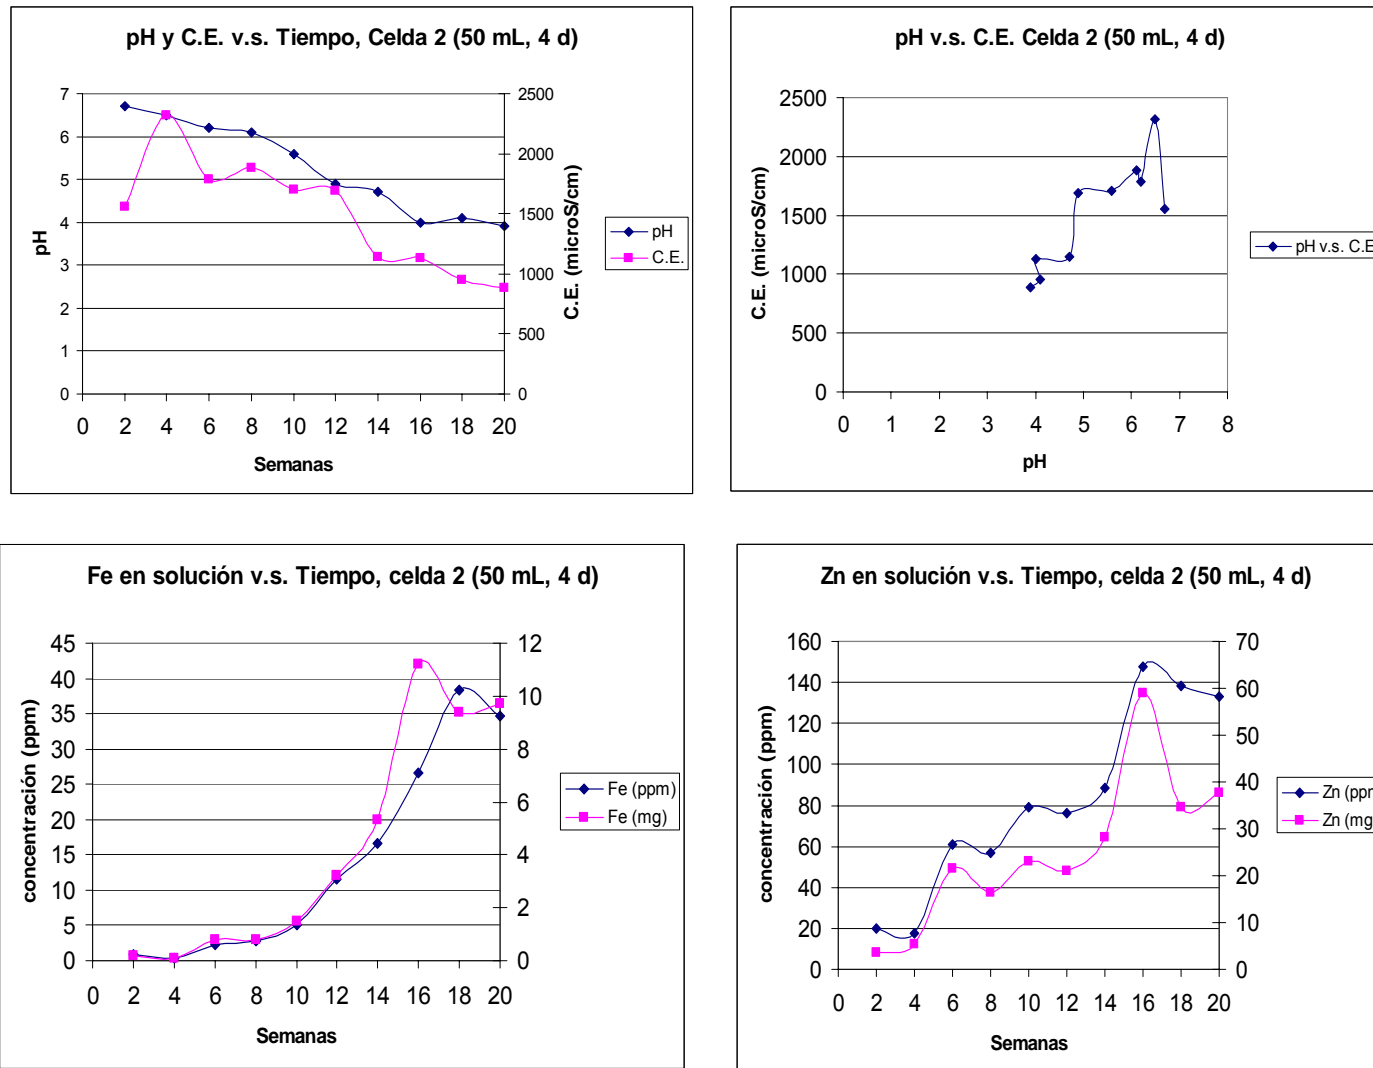 pH y C.E. v.s. Tiempo, Celda 2 (50 mL, 4 d)
7
6
5
4
3
2
1
0
pH
2500
2000
1500
1000
500
0
C.E. (microS/cm)
0 2 4 6 8 10 12 14 16 18 20
Semanas
pH
C.E.
pH v.s. C.E. Celda 2 (50 mL, 4 d)
2500
2000
1500
1000
500
0
C.E. (microS/cm)
0 1 2 3 4 5 6 7 8
pH
pH v.s. C.E
Fe en solución v.s. Tiempo, celda 2 (50 mL, 4 d)
45
40
35
30
25
20
15
10
5
0
concentración (ppm)
12
10
8
6
4
2
0
0 2 4 6 8 10 12 14 16 18 20
Semanas
Fe (ppm)
Fe (mg)
Zn en solución v.s. Tiempo, celda 2 (50 mL, 4 d)
160
140
120
100
80
60
40
20
0
concentración (ppm)
70
60
50
40
30
20
10
0
0 2 4 6 8 10 12 14 16 18 20
Semanas
Zn (ppm
Zn (mg